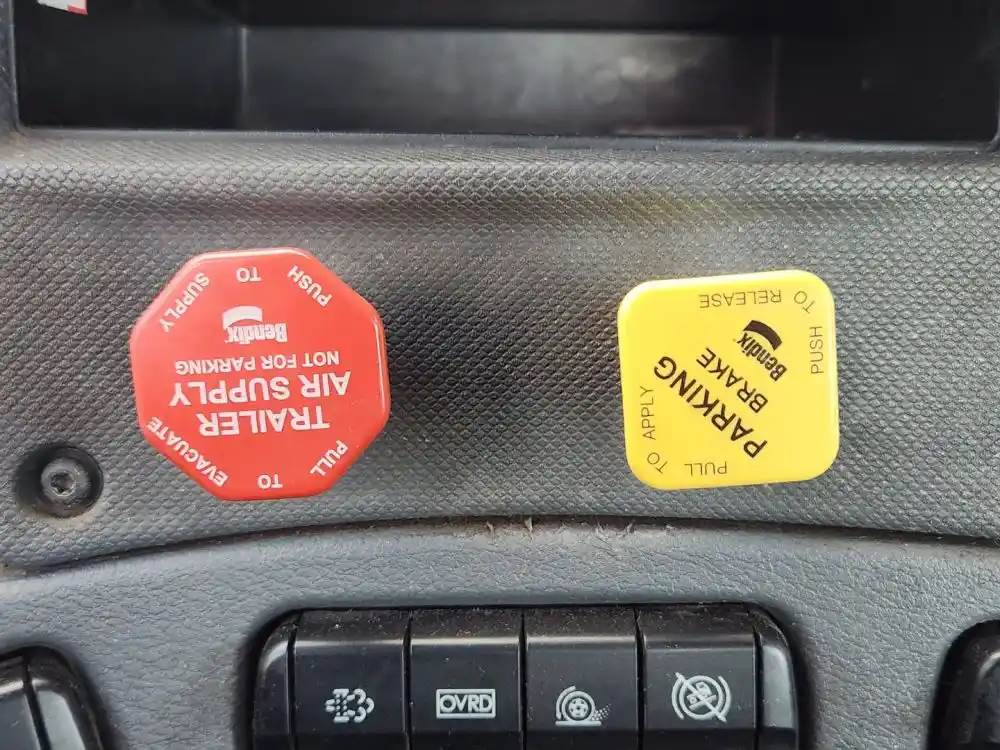 PUSH TO SUPPLY
Bendix
NOT FOR PARKING
AIR SUPPLY
TRAILER
PULL TO EVACUATE
PUSH TO RELEASE
Bendix
PARKING
BRAKE
PULL TO APPLY
OVRD